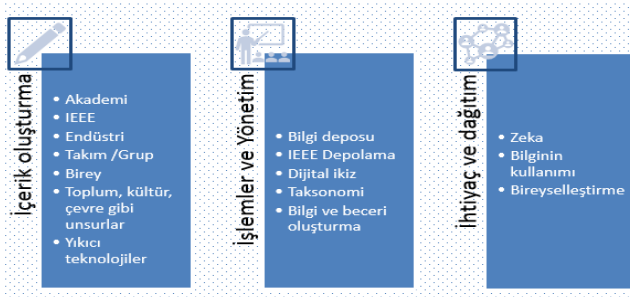 İçerik oluşturma
• Akademi
• IEEE
• Endüstri
• Takım /Grup
• Birey
• Toplum, kültür,
çevre gibi
unsurlar
• Yıkıcı
teknolojiler
İşlemler ve Yönetim
• Bilgi deposu
• IEEE Depolama
• Dijital ikiz
• Taksonomi
• Bilgi ve beceri
oluşturma
İhtiyaç ve dağıtım
• Zeka
• Bilginin
kullanımı
• Bireyselleştirme